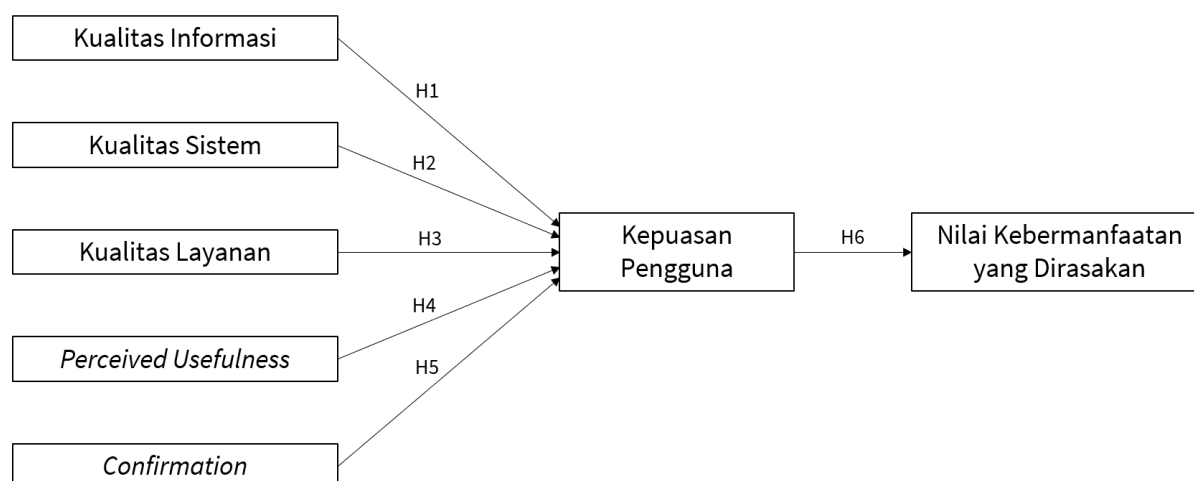 Kualitas Informasi
H1
Kualitas Sistem
H2
Kualitas Layanan
H3
Kepuasan
Pengguna
H6
Nilai Kebermanfaatan
yang Dirasakan
H4
Perceived Usefulness
H5
Confirmation